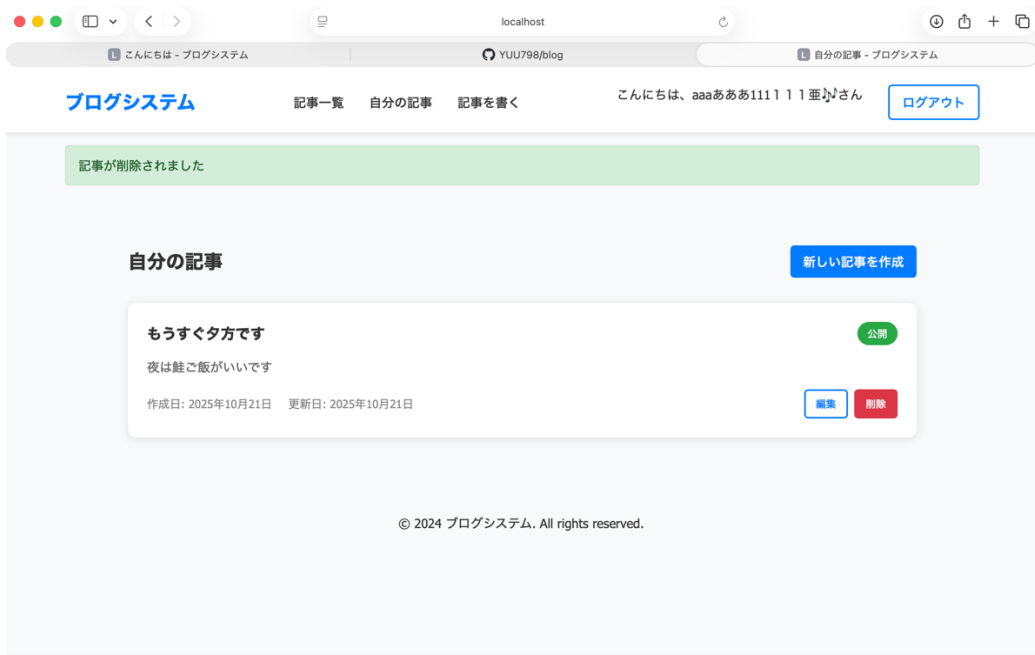 localhost
L こんにちは - ブログシステム
YUU798/blog
L 自分の記事 - ブログシステム
ブログシステム
記事一覧
自分の記事
記事を書く
こんにちは、aaaあああ111１１１亜🎶さん
ログアウト
記事が削除されました
自分の記事
新しい記事を作成
もうすぐ夕方です
公開
夜は鮭ご飯がいいです
作成日: 2025年10月21日 更新日: 2025年10月21日
編集
削除
© 2024 ブログシステム. All rights reserved.